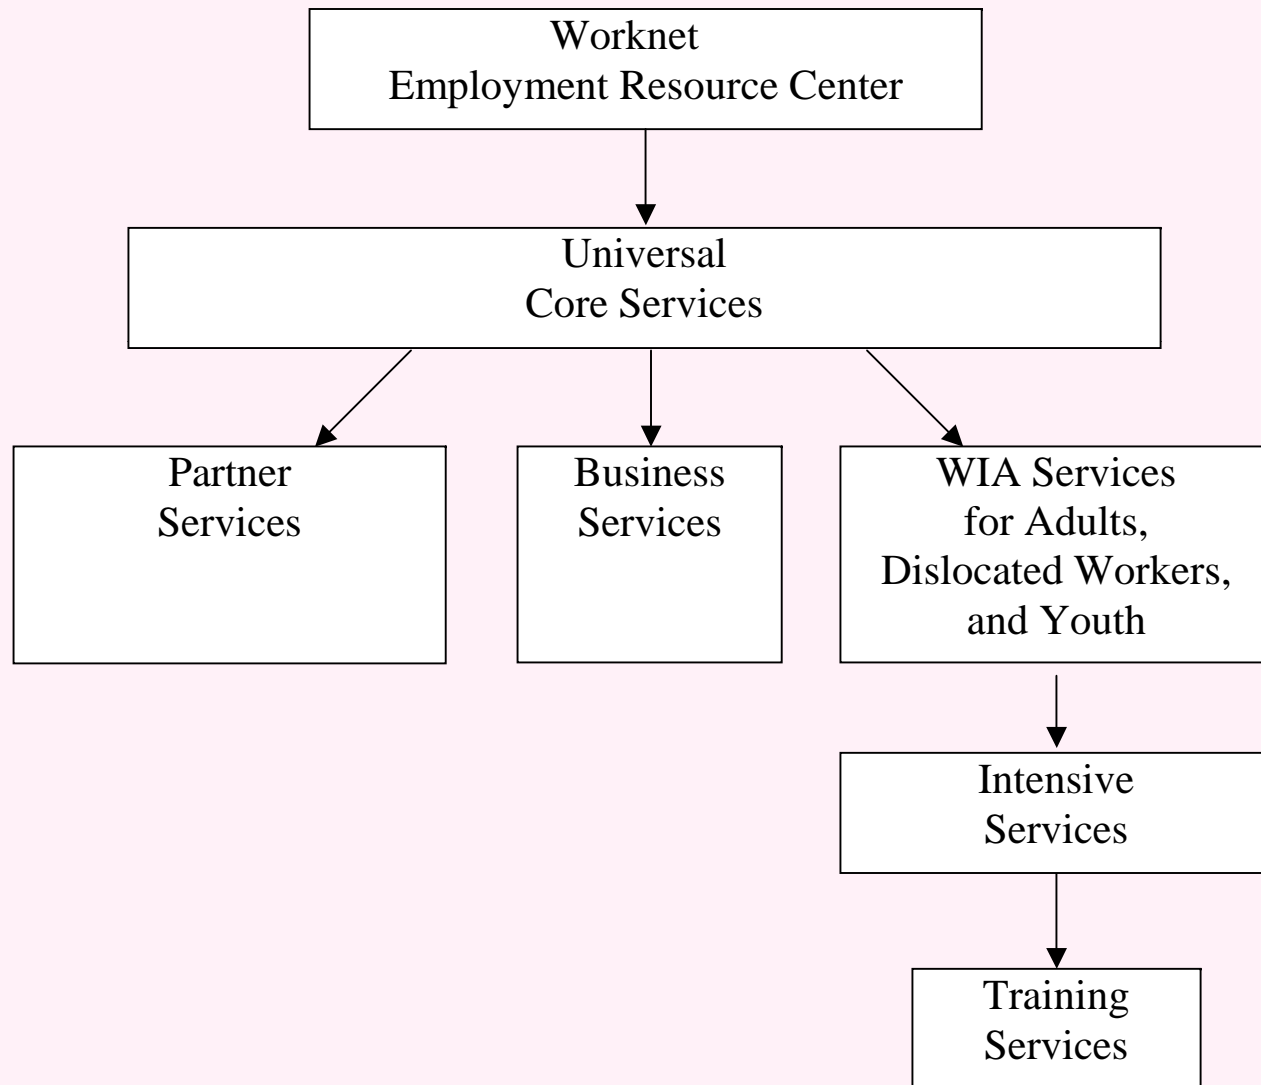 Worknet
Employment Resource Center
Universal
Core Services
Partner
Services
Business
Services
WIA Services
for Adults,
Dislocated Workers,
and Youth
Intensive
Services
Training
Services